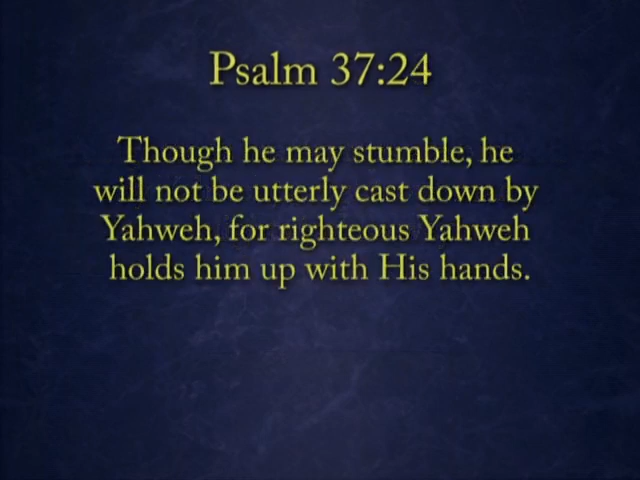 Psalm 37:24
Though he may stumble, he
will not be utterly cast down by
Yahweh, for righteous Yahweh
holds him up with His hands.